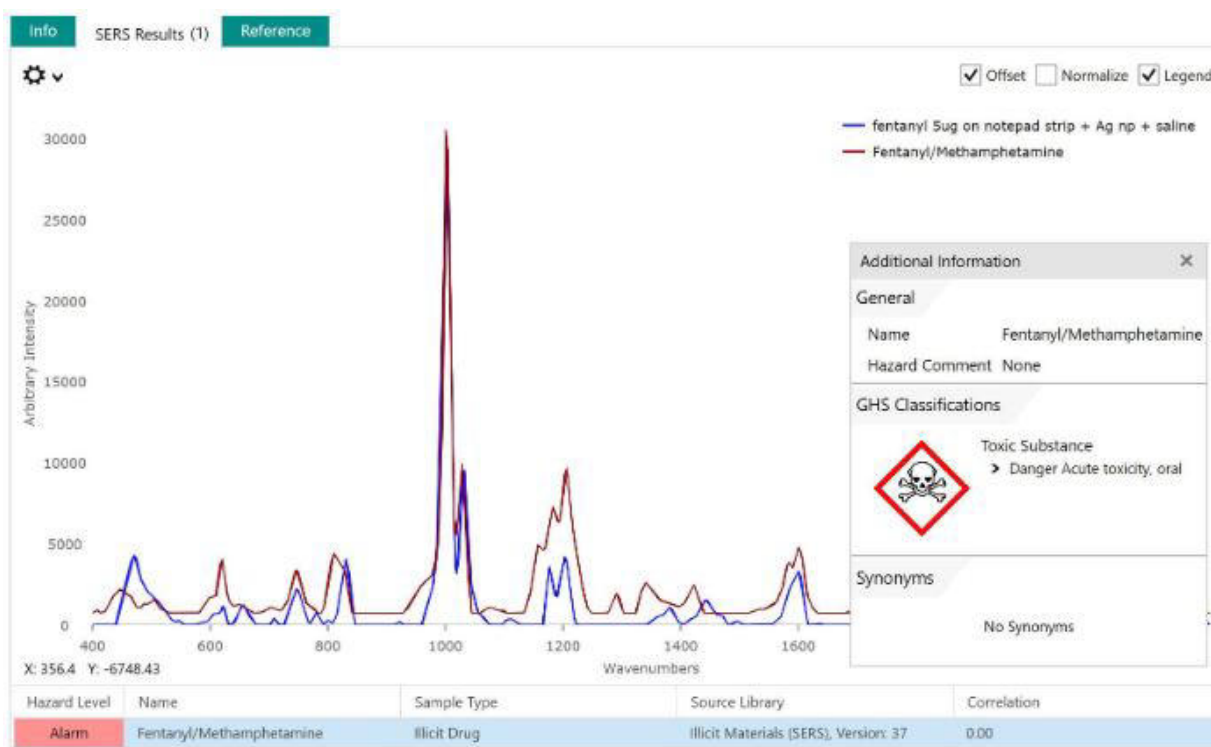 Info SERS Results (1) Reference
Offset Normalize Legend
fentanyl 5ug on notepad strip + Ag np + saline
Fentanyl/Methamphetamine
30000
25000
20000
15000
10000
5000
0
Arbitrary Intensity
400 600 800 1000 1200 1400 1600
Wavenumbers
X: 356.4 Y: -6748.43
Additional Information
General
Name Fentanyl/Methamphetamine
Hazard Comment None
GHS Classifications
Toxic Substance
Danger Acute toxicity, oral
Synonyms
No Synonyms
Hazard Level Name Sample Type Source Library Correlation
Alarm Fentanyl/Methamphetamine Illicit Drug Illicit Materials (SERS), Version: 37 0.00